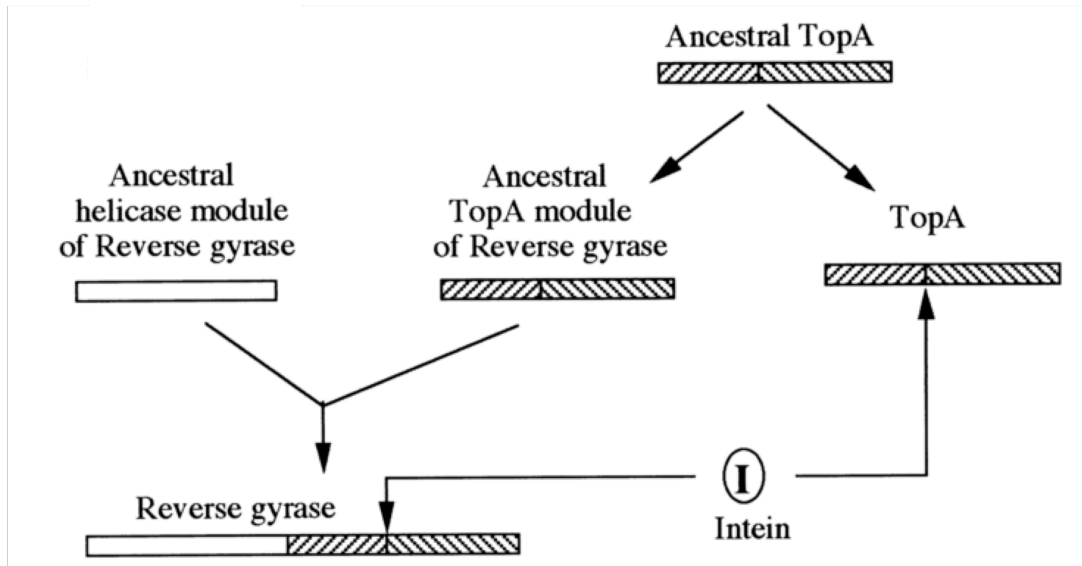 Ancestral TopA
Ancestral
helicase module
of Reverse gyrase
Ancestral
TopA module
of Reverse gyrase
TopA
Reverse gyrase
I
Intein